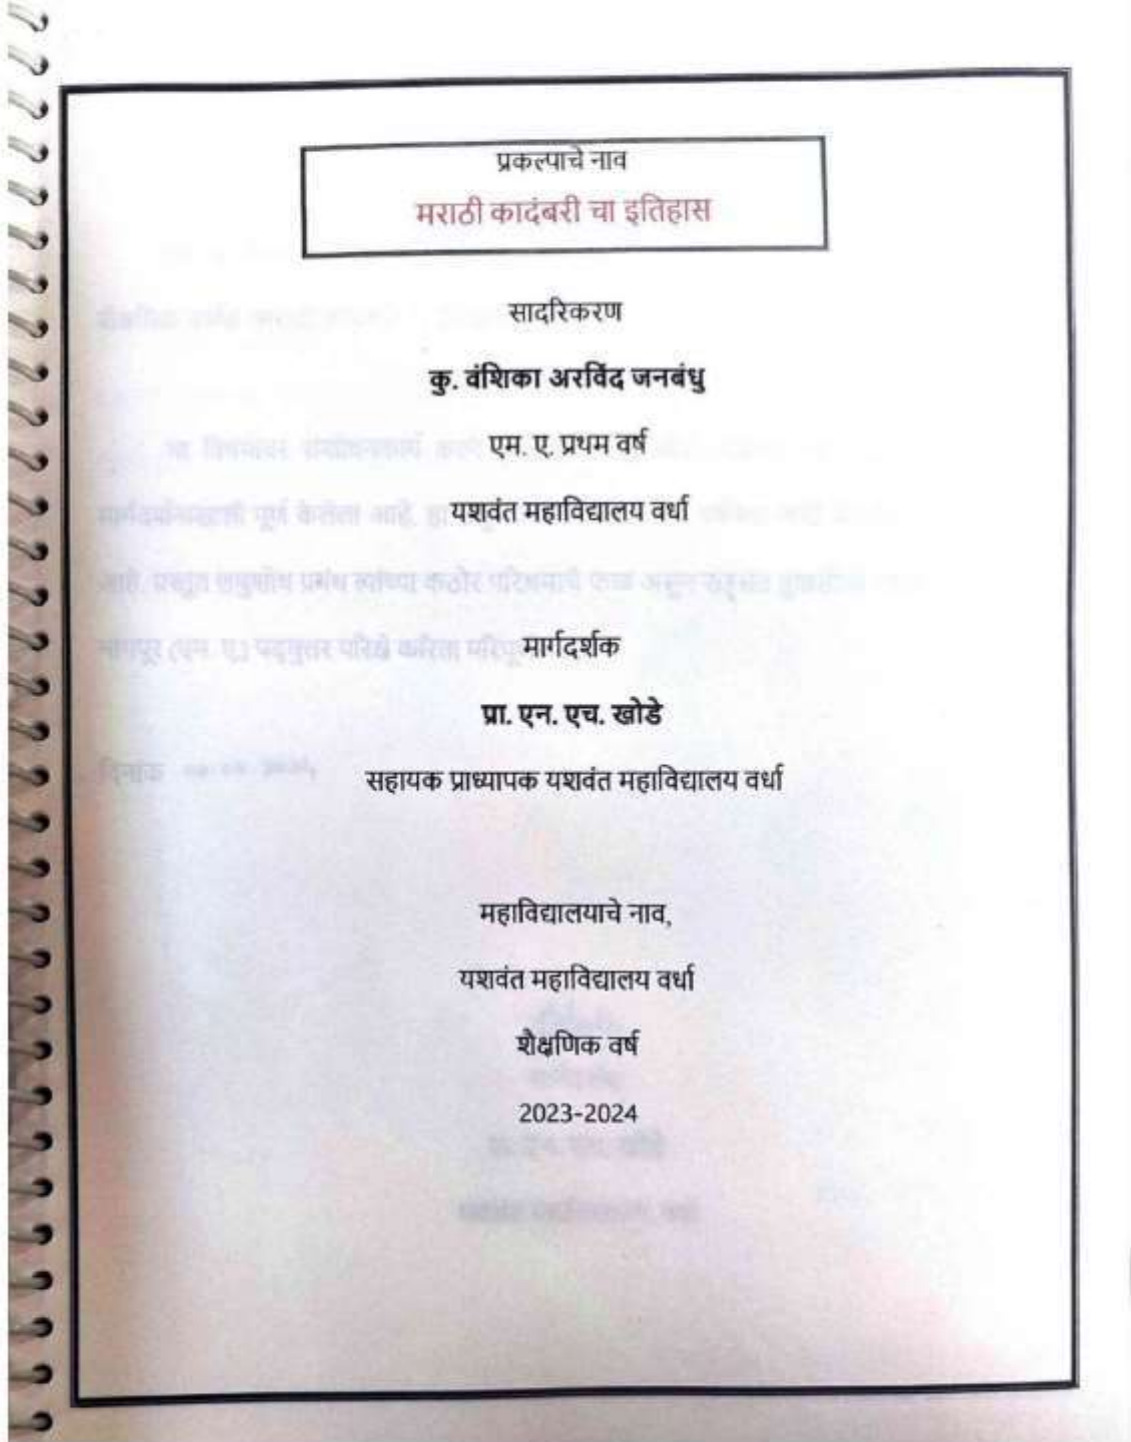 प्रकल्पाचे नाव
मराठी कादंबरी चा इतिहास
सादरिकरण
कु. वंशिका अरविंद जनबंधु
एम. ए. प्रथम वर्ष
यशवंत महाविद्यालय वर्धा
मार्गदर्शक
प्रा. एन. एच. खोडे
सहायक प्राध्यापक यशवंत महाविद्यालय वर्धा
महाविद्यालयाचे नाव,
यशवंत महाविद्यालय वर्धा
शैक्षणिक वर्ष
2023-2024